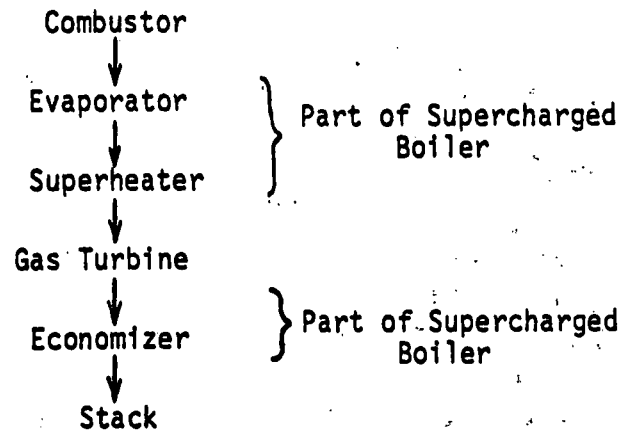 Combustor
Evaporator
Part of Supercharged
Boiler
Superheater
Gas Turbine
Economizer
Part of Supercharged
Boiler
Stack